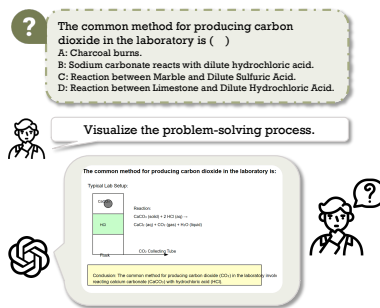 ?
The common method for producing carbon
dioxide in the laboratory is (   )
A: Charcoal burns.
B: Sodium carbonate reacts with dilute hydrochloric acid.
C: Reaction between Marble and Dilute Sulfuric Acid.
D: Reaction between Limestone and Dilute Hydrochloric Acid.
Visualize the problem-solving process.
The common method for producing carbon dioxide in the laboratory is:
Typical Lab Setup:
CaCO₃
Reaction:
CaCO₃ (solid) + 2 HCl (aq) →
HCl
CaCl₂ (aq) + CO₂ (gas) + H₂O (liquid)
CO₂ Collecting Tube
Flask
Conclusion: The common method for producing carbon dioxide (CO₂) in the laboratory involv
reacting calcium carbonate (CaCO₃) with hydrochloric acid (HCl)
?